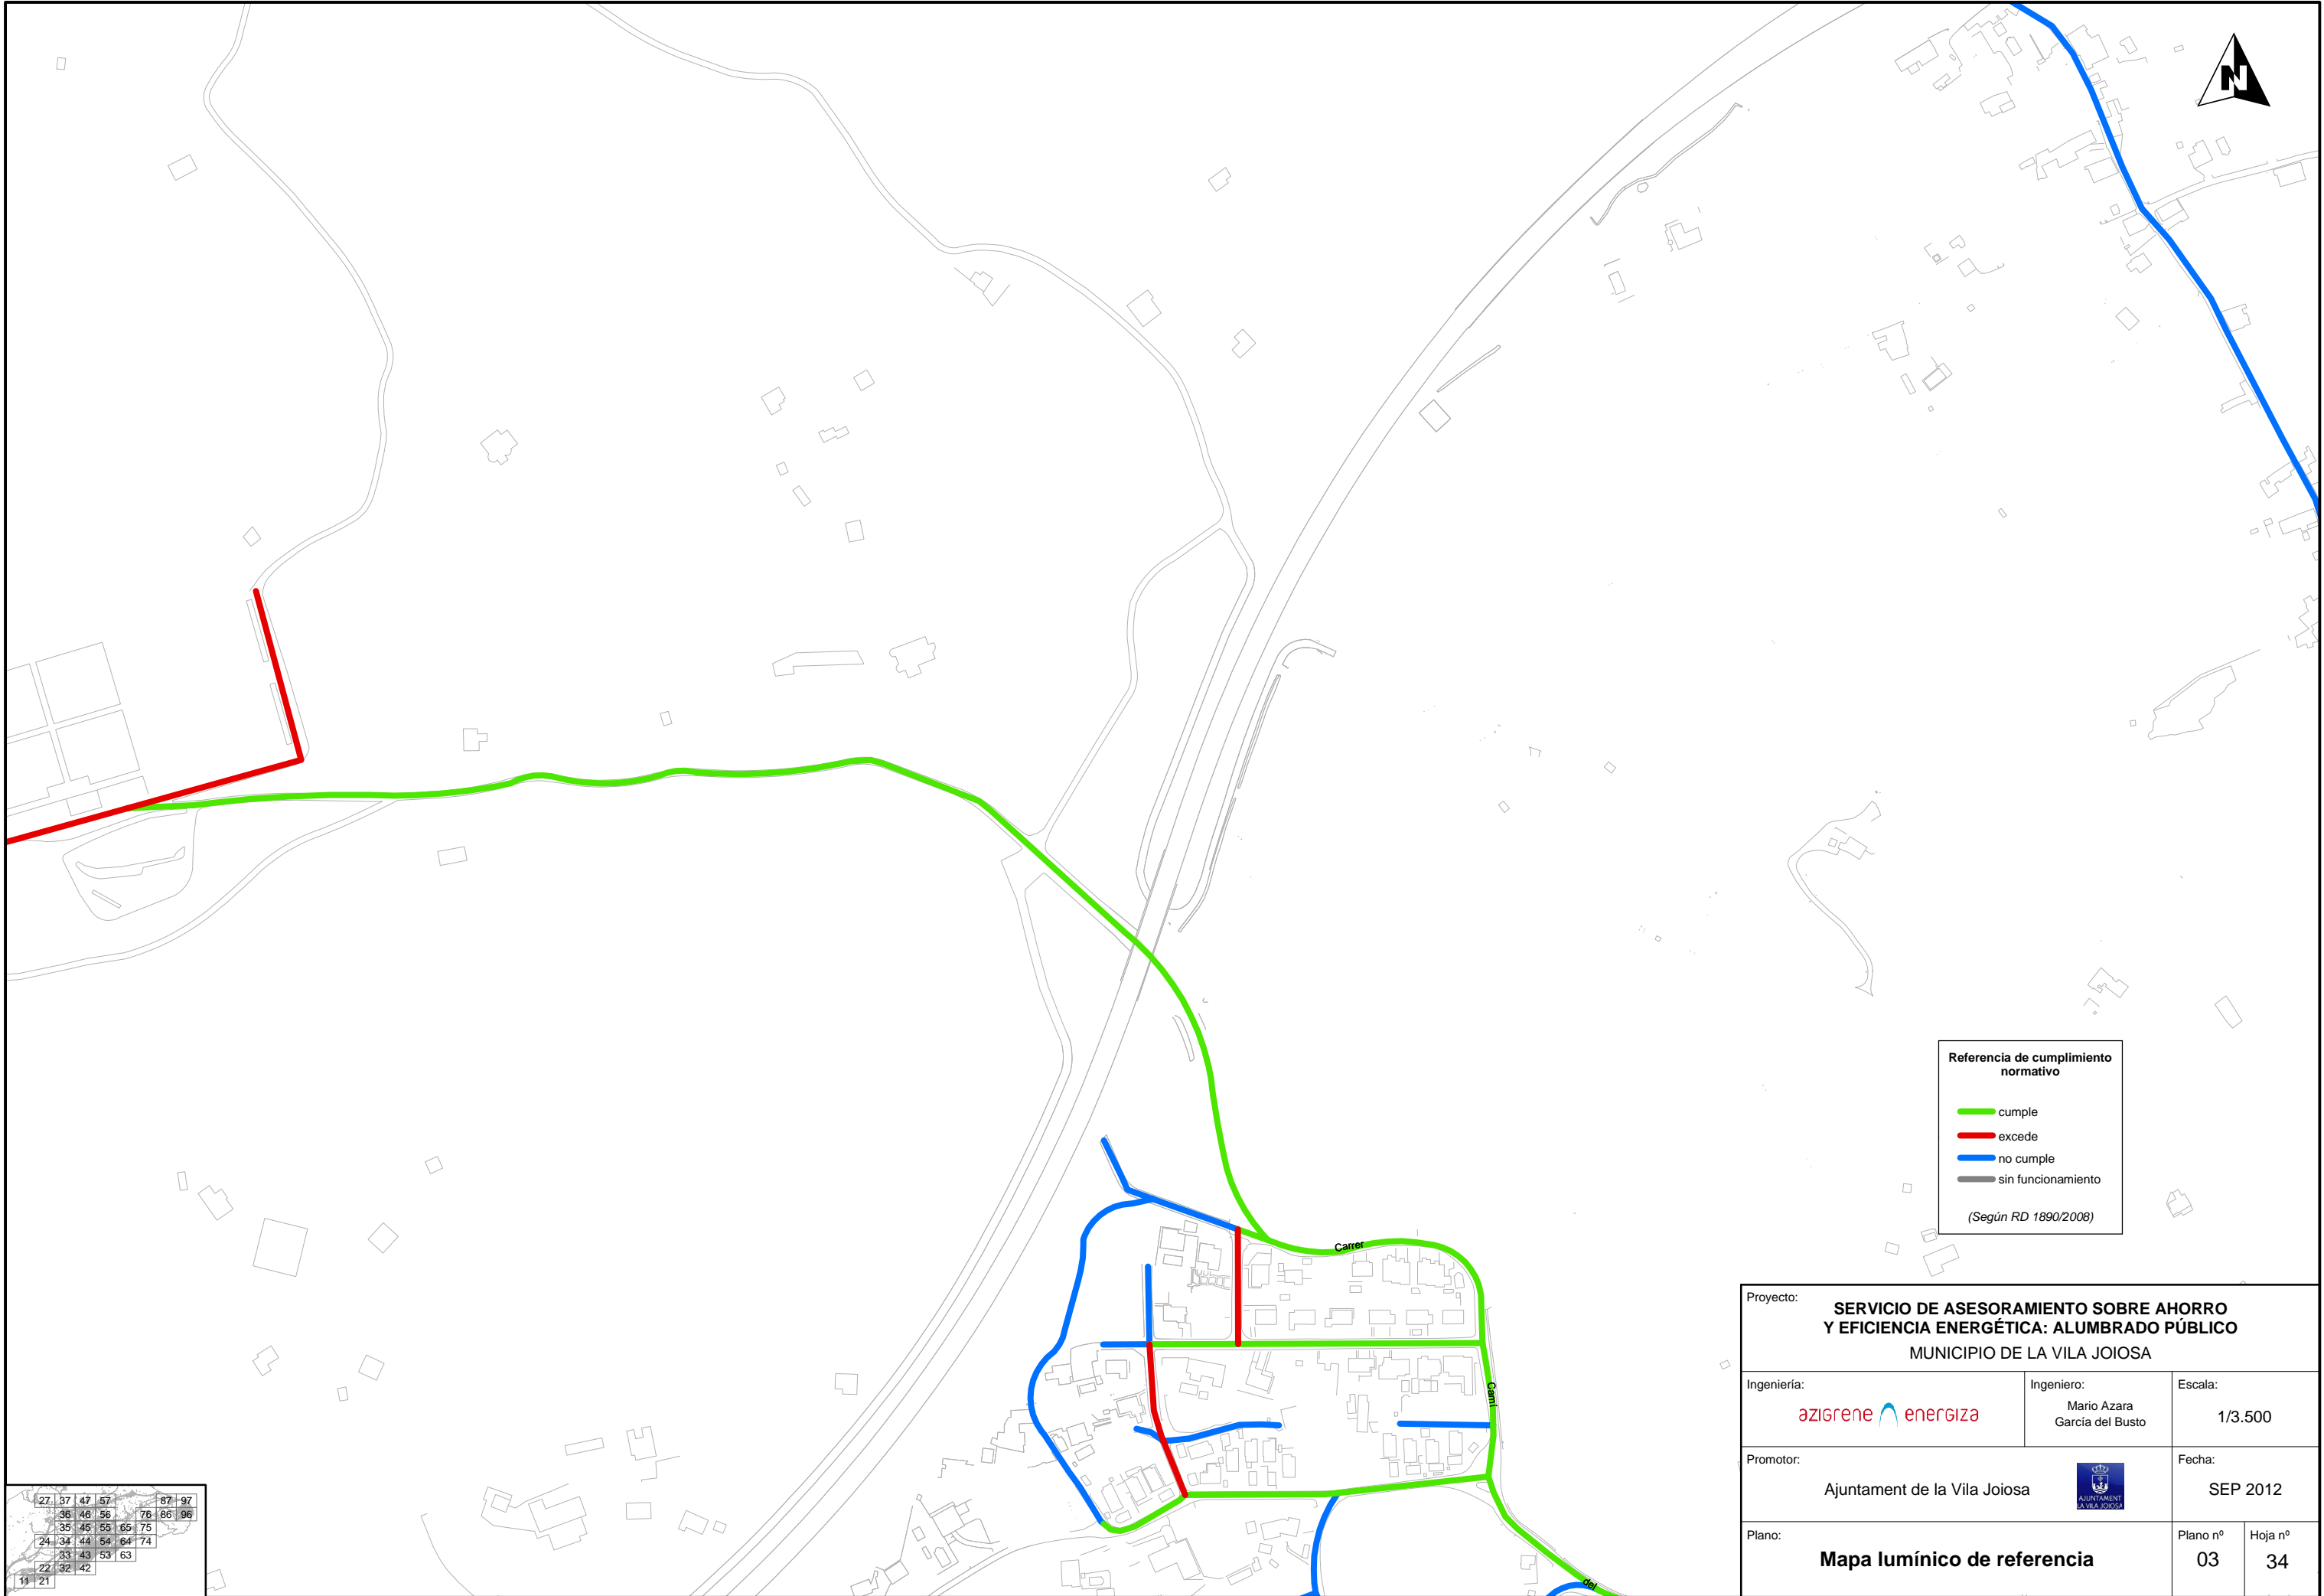 N
Carrer
Camí
del
Referencia de cumplimiento
normativo
cumple
excede
no cumple
sin funcionamiento
(Según RD 1890/2008)
Proyecto:
SERVICIO DE ASESORAMIENTO SOBRE AHORRO
Y EFICIENCIA ENERGÉTICA: ALUMBRADO PÚBLICO
MUNICIPIO DE LA VILA JOIOSA
Ingeniería:
azigrene energiza
Ingeniero:
Mario Azara
García del Busto
Escala:
1/3.500
Promotor:
Ajuntament de la Vila Joiosa
AJUNTAMENT
LA VILA JOIOSA
Fecha:
SEP 2012
Plano:
Mapa lumínico de referencia
Plano nº
03
Hoja nº
34
27 37 47 57 87 97
36 46 56 76 86 96
35 45 55 65 75
24 34 44 54 64 74
33 43 53 63
22 32 42
11 21